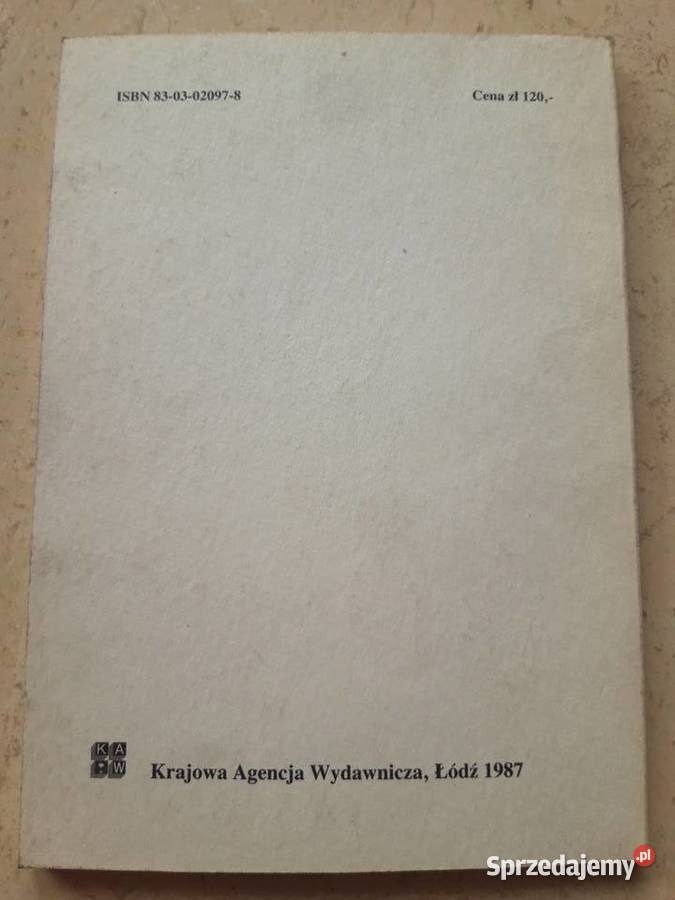 ISBN 83-03-02097-8 Cena zł 120,-
K A
W
Krajowa Agencja Wydawnicza, Łódź 1987
Sprzedajemy.pl